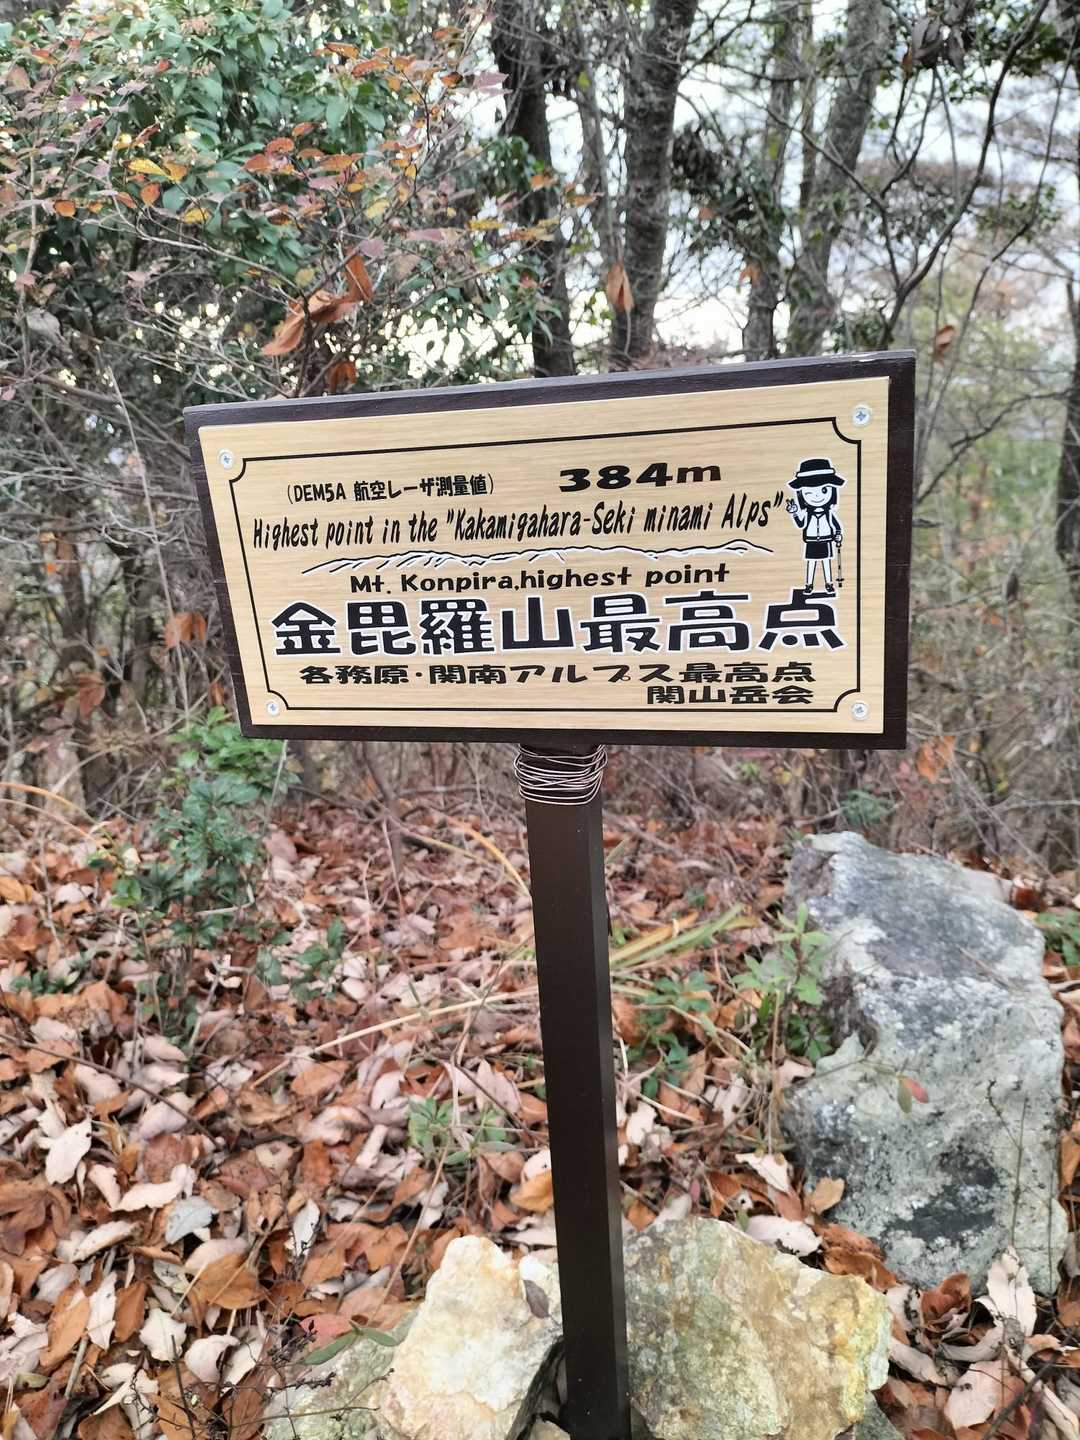 (DEM5A 航空レーザ測量値) 384m
Highest point in the "Kakamigahara-Seki minami Alps"
Mt. Konpira,highest point
金毘羅山最高点
各務原・関南アルプス最高点
関山岳会